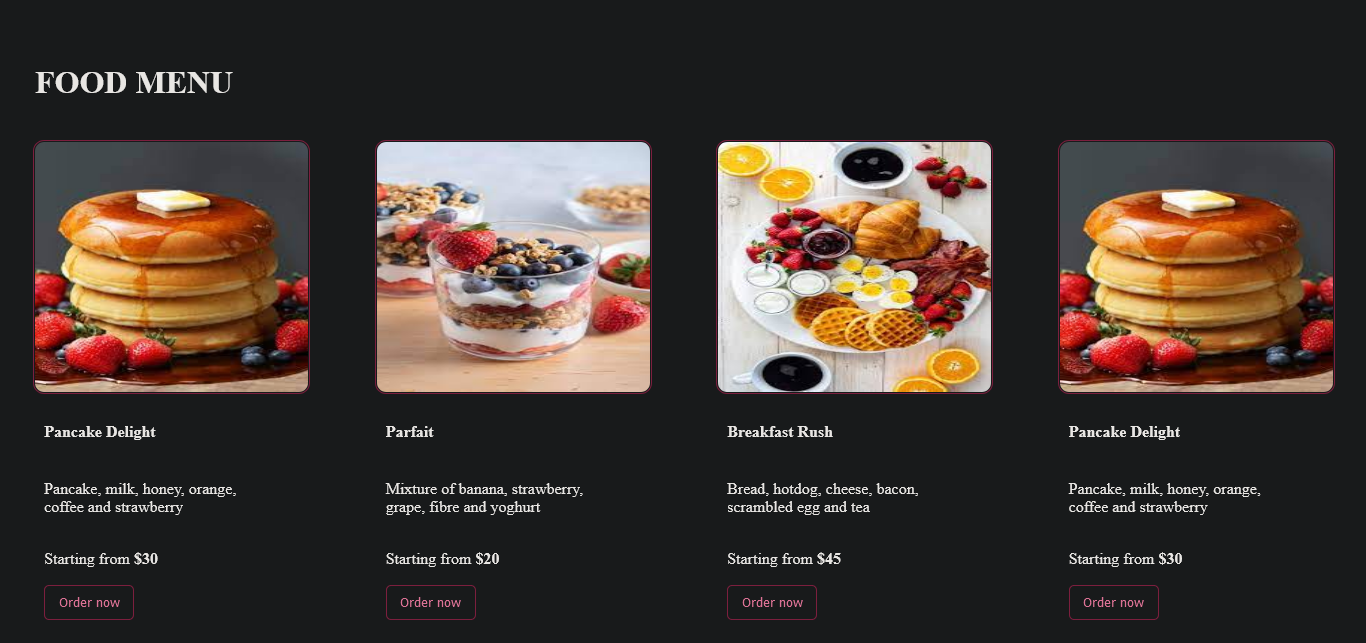 FOOD MENU
Pancake Delight
Pancake, milk, honey, orange,
coffee and strawberry
Starting from $30
Order now
Parfait
Mixture of banana, strawberry,
grape, fibre and yoghurt
Starting from $20
Order now
Breakfast Rush
Bread, hotdog, cheese, bacon,
scrambled egg and tea
Starting from $45
Order now
Pancake Delight
Pancake, milk, honey, orange,
coffee and strawberry
Starting from $30
Order now